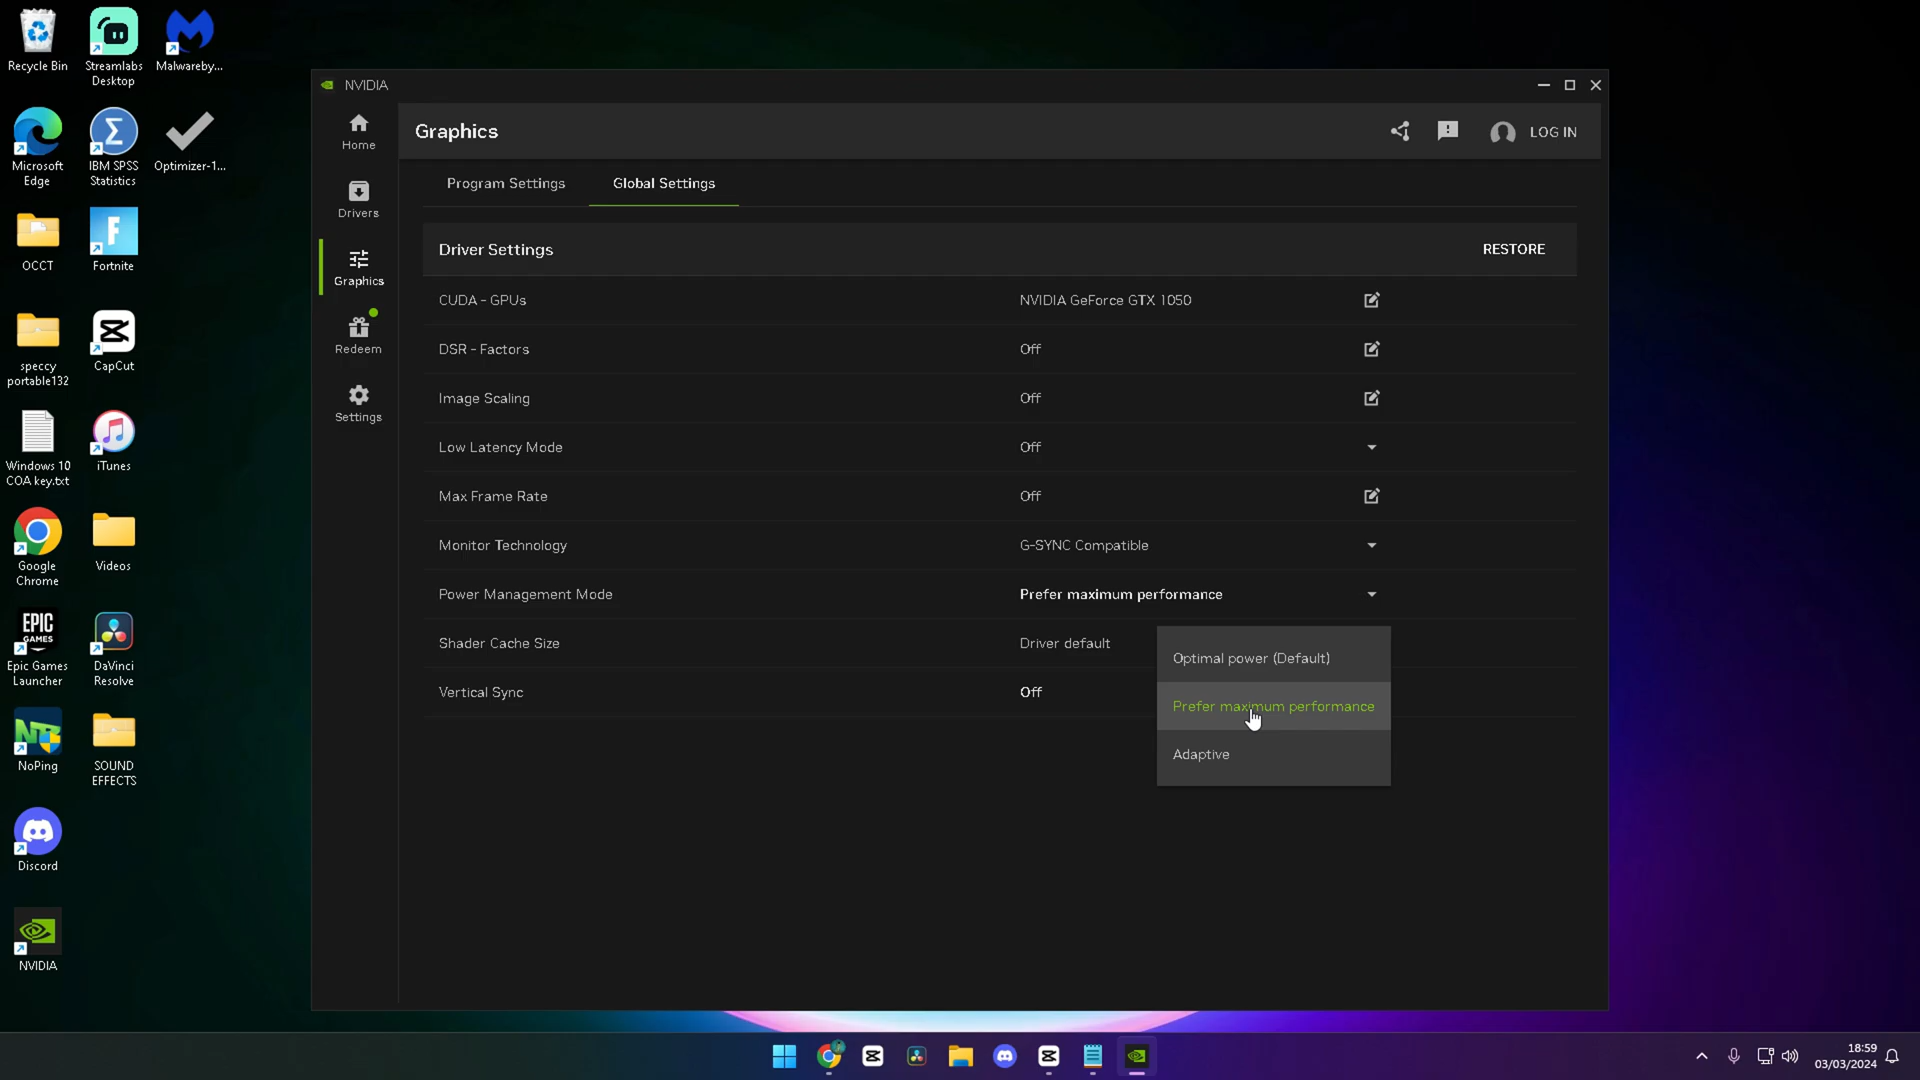 Recycle Bin
Streamlabs
Desktop
Malwareby...
Microsoft
Edge
IBM SPSS
Statistics
Optimizer-1...
OCCT
Fortnite
speccy
portable132
CapCut
Windows 10
COA key.txt
iTunes
Google
Chrome
Videos
EPIC
GAMES
Epic Games
Launcher
DaVinci
Resolve
NoPing
SOUND
EFFECTS
Discord
NVIDIA
NVIDIA
Home
Drivers
Graphics
Redeem
Settings
Graphics
LOG IN
Program Settings
Global Settings
Driver Settings
RESTORE
CUDA - GPUs
NVIDIA GeForce GTX 1050
DSR - Factors
Off
Image Scaling
Off
Low Latency Mode
Off
Max Frame Rate
Off
Monitor Technology
G-SYNC Compatible
Power Management Mode
Prefer maximum performance
Shader Cache Size
Driver default
Vertical Sync
Off
Optimal power (Default)
Prefer maximum performance
Adaptive
18:59
03/03/2024